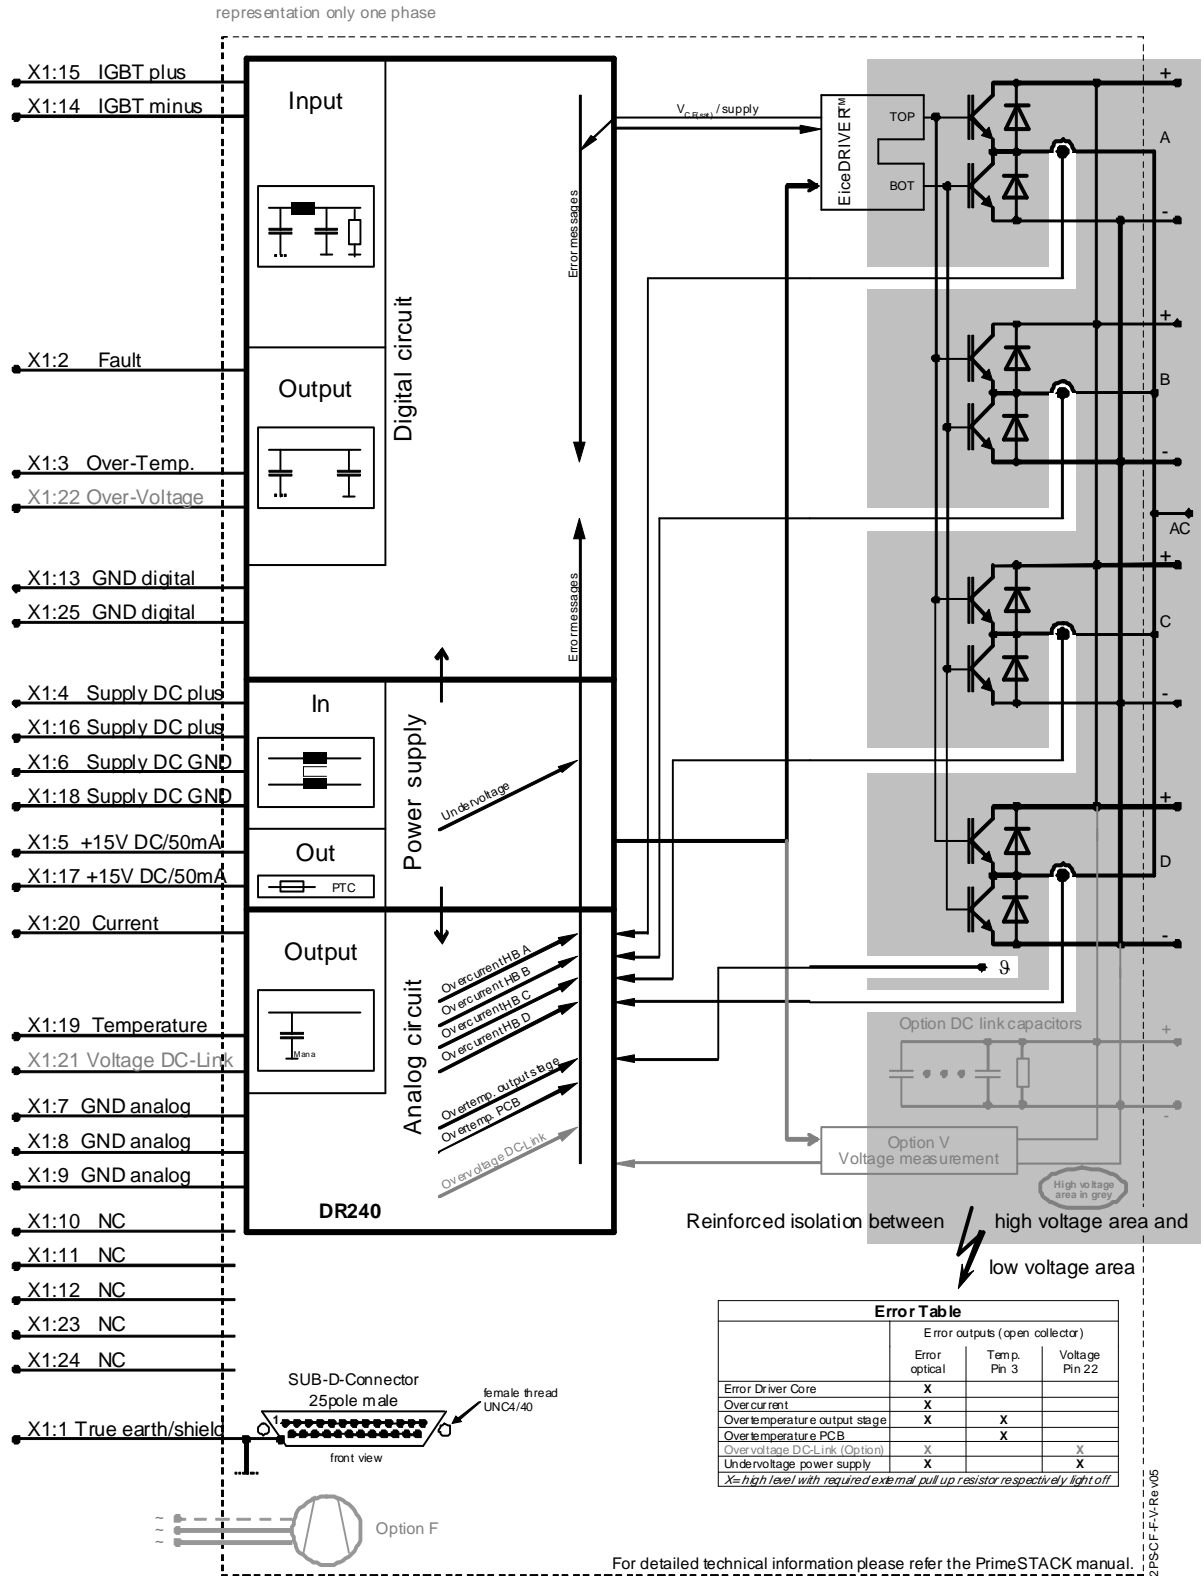 representation only one phase
X1:15 IGBT plus
X1:14 IGBT minus
Input
Digital circuit
Error messages
VCE(sat) / supply
EiceDRIVER™
TOP
BOT
+
A
-
X1:2 Fault
Output
+
B
-
X1:3 Over-Temp.
X1:22 Over-Voltage
AC
X1:13 GND digital
X1:25 GND digital
Error messages
+
C
-
X1:4 Supply DC plus
X1:16 Supply DC plus
X1:6 Supply DC GND
X1:18 Supply DC GND
In
Power supply
Undervoltage
X1:5 +15V DC/50mA
X1:17 +15V DC/50mA
Out
PTC
+
D
-
X1:20 Current
Output
Analog circuit
Mana
Overcurrent HB A
Overcurrent HB B
Overcurrent HB C
Overcurrent HB D
ϑ
X1:19 Temperature
X1:21 Voltage DC-Link
Overtemp. output stage
Overtemp. PCB
Overvoltage DC-Link
Option DC link capacitors
+
-
X1:7 GND analog
X1:8 GND analog
X1:9 GND analog
Option V
Voltage measurement
High voltage
area in grey
DR240
X1:10 NC
X1:11 NC
X1:12 NC
X1:23 NC
X1:24 NC
Reinforced isolation between high voltage area and
low voltage area
Error Table
Error outputs (open collector)
Error optical Temp. Pin 3 Voltage Pin 22
Error Driver Core X
Overcurrent X
Overtemperature output stage X X
Overtemperature PCB X
Overvoltage DC-Link (Option) X X
Undervoltage power supply X X
X= high level with required external pull up resistor respectively light off
SUB-D-Connector
25pole male
female thread
UNC4/40
1
front view
X1:1 True earth/shield
~
~
~
Option F
For detailed technical information please refer the PrimeSTACK manual.
2PS-CF-F-V-Rev05